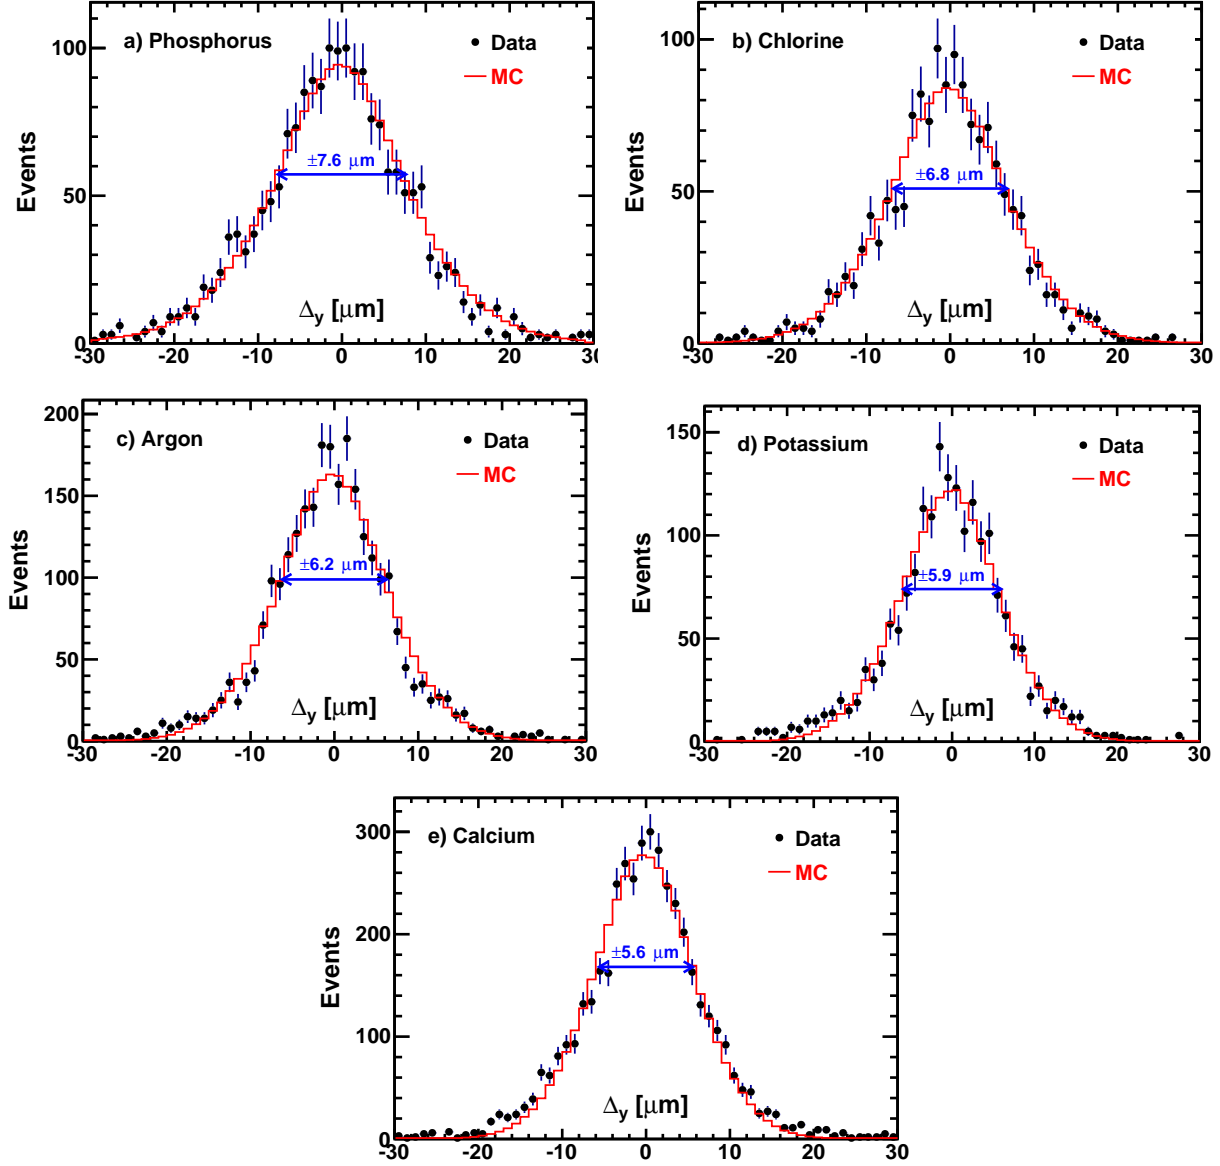 a) Phosphorus
Data
MC
±7.6 μm
Events
Δy [μm]
0
50
100
-30 -20 -10 0 10 20 30
b) Chlorine
Data
MC
±6.8 μm
Events
Δy [μm]
0
50
100
-30 -20 -10 0 10 20 30
c) Argon
Data
MC
±6.2 μm
Events
Δy [μm]
0
50
100
150
200
-30 -20 -10 0 10 20 30
d) Potassium
Data
MC
±5.9 μm
Events
Δy [μm]
0
50
100
150
-30 -20 -10 0 10 20 30
e) Calcium
Data
MC
±5.6 μm
Events
Δy [μm]
0
100
200
300
-30 -20 -10 0 10 20 30